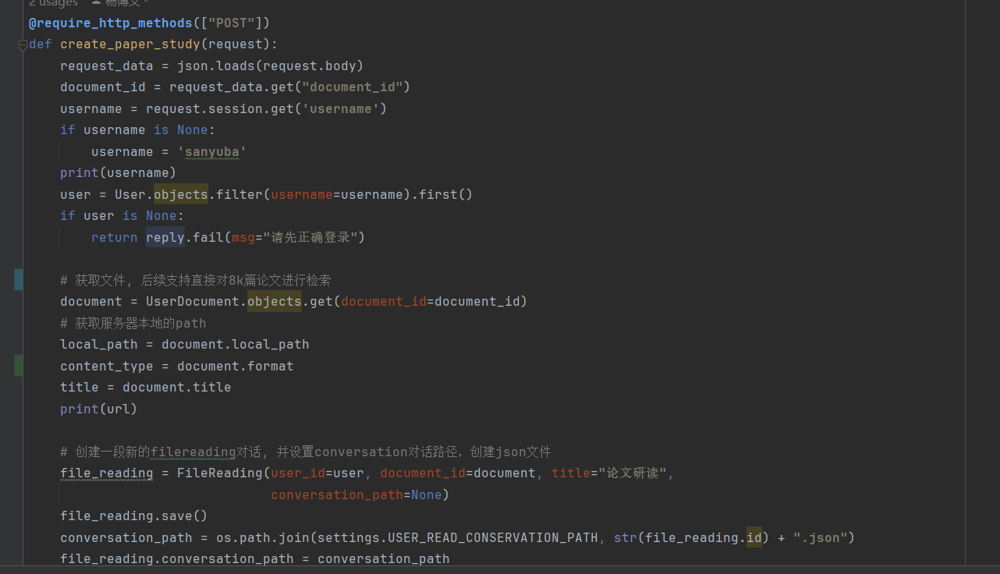 2 usages 杨博文 *
@require_http_methods(["POST"])
def create_paper_study(request):
    request_data = json.loads(request.body)
    document_id = request_data.get("document_id")
    username = request.session.get('username')
    if username is None:
        username = 'sanyuba'
    print(username)
    user = User.objects.filter(username=username).first()
    if user is None:
        return reply.fail(msg="请先正确登录")
    # 获取文件, 后续支持直接对8k篇论文进行检索
    document = UserDocument.objects.get(document_id=document_id)
    # 获取服务器本地的path
    local_path = document.local_path
    content_type = document.format
    title = document.title
    print(url)
    # 创建一段新的filereading对话, 并设置conversation对话路径，创建json文件
    file_reading = FileReading(user_id=user, document_id=document, title="论文研读",
                               conversation_path=None)
    file_reading.save()
    conversation_path = os.path.join(settings.USER_READ_CONSERVATION_PATH, str(file_reading.id) + ".json")
    file_reading.conversation_path = conversation_path